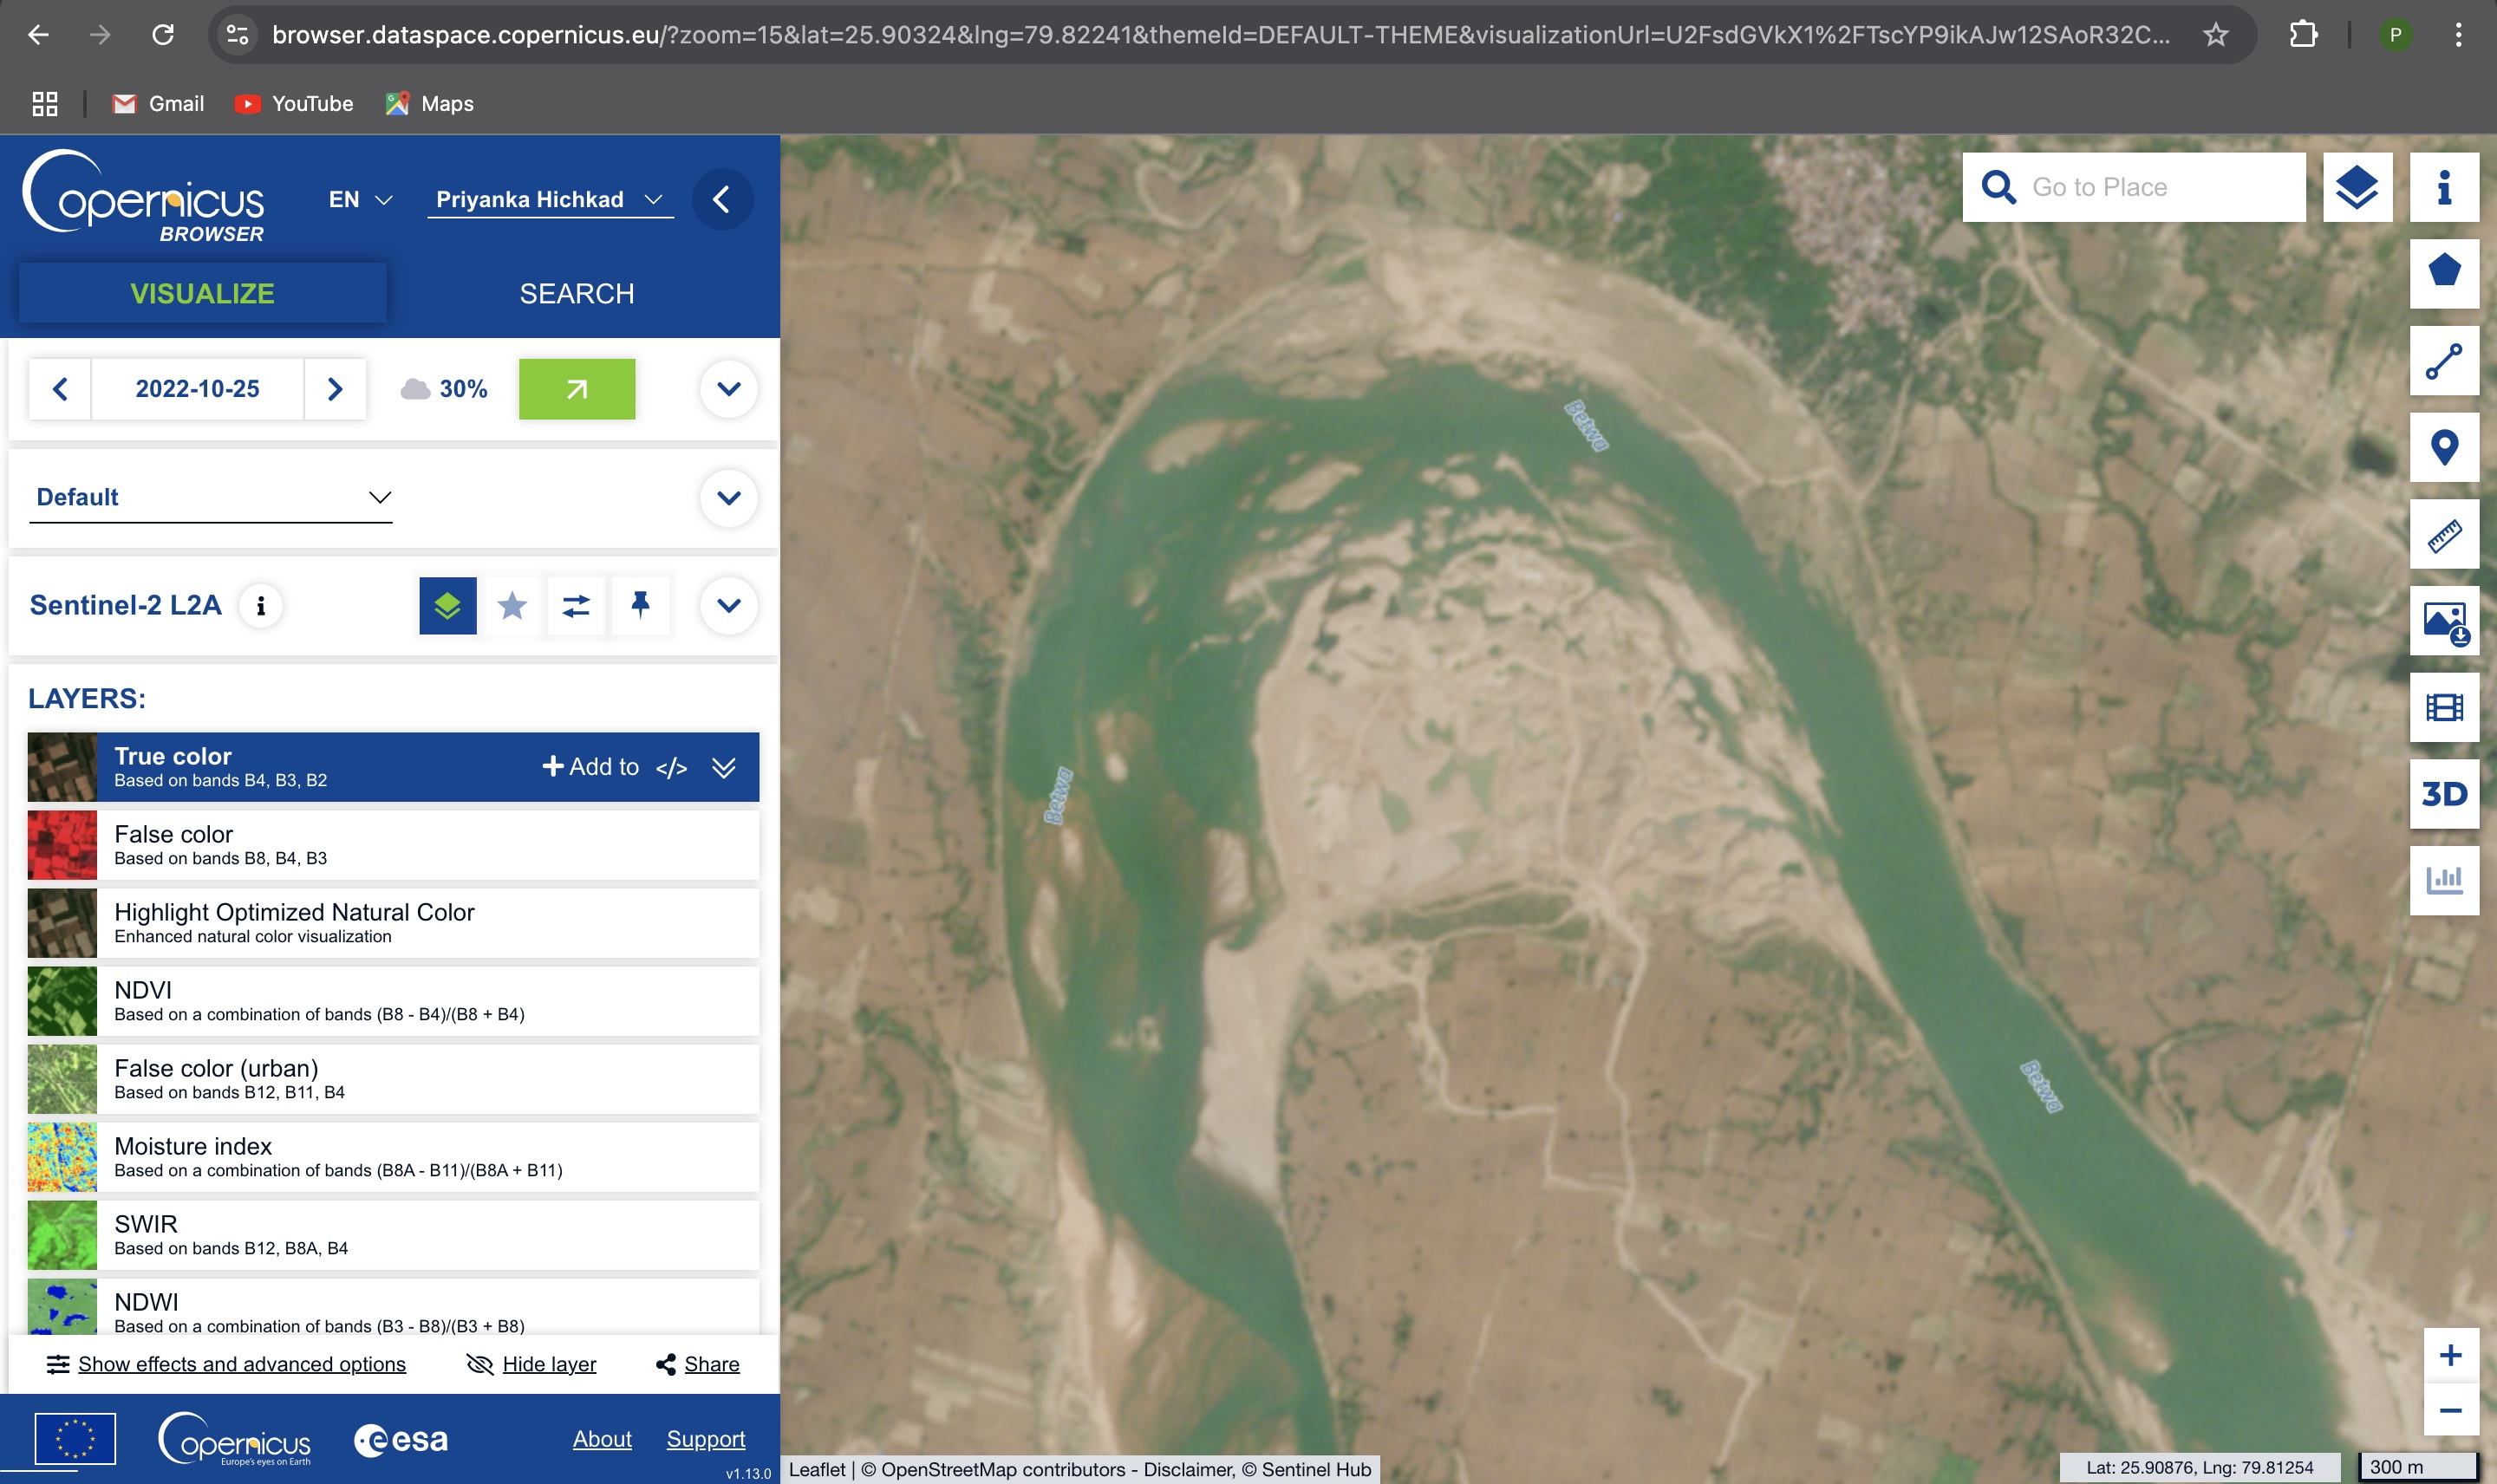 browser.dataspace.copernicus.eu/?zoom=15&lat=25.90324&lng=79.82241&themeId=DEFAULT-THEME&visualizationUrl=U2FsdGVkX1%2FTscYP9ikAJw12SAoR32C...
P
Gmail
YouTube
Maps
Copernicus
BROWSER
EN
Priyanka Hichkad
VISUALIZE
SEARCH
Go to Place
2022-10-25
30%
Default
Sentinel-2 L2A
LAYERS:
True color
Based on bands B4, B3, B2
+ Add to </>
False color
Based on bands B8, B4, B3
Highlight Optimized Natural Color
Enhanced natural color visualization
NDVI
Based on a combination of bands (B8 - B4)/(B8 + B4)
False color (urban)
Based on bands B12, B11, B4
Moisture index
Based on a combination of bands (B8A - B11)/(B8A + B11)
SWIR
Based on bands B12, B8A, B4
NDWI
Based on a combination of bands (B3 - B8)/(B3 + B8)
Show effects and advanced options
Hide layer
Share
Copernicus
Europe's eyes on Earth
esa
About
Support
v1.13.0
Betwa
Betwa
Betwa
3D
+
−
Leaflet | © OpenStreetMap contributors - Disclaimer, © Sentinel Hub
Lat: 25.90876, Lng: 79.81254
300 m